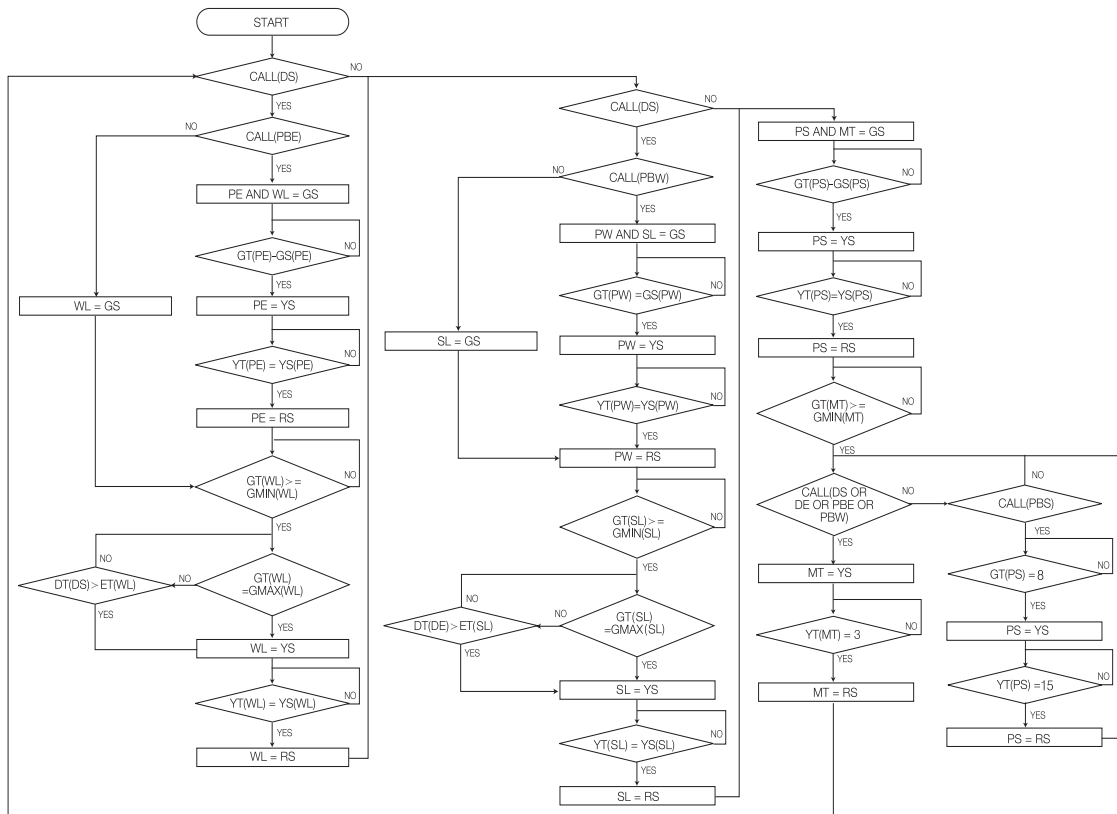 START
CALL(DS)
NO
YES
NO
CALL(PBE)
YES
PE AND WL = GS
GT(PE)-GS(PE)
NO
YES
WL = GS
PE = YS
YT(PE) = YS(PE)
NO
YES
PE = RS
GT(WL)>=
GMIN(WL)
NO
YES
NO
DT(DS)>ET(WL)
NO
GT(WL)
=GMAX(WL)
YES
YES
WL = YS
YT(WL) = YS(WL)
NO
YES
WL = RS
CALL(DS)
NO
YES
NO
CALL(PBW)
YES
PW AND SL = GS
GT(PW) =GS(PW)
NO
YES
SL = GS
PW = YS
YT(PW)=YS(PW)
NO
YES
PW = RS
GT(SL)>=
GMIN(SL)
NO
YES
NO
DT(DE)>ET(SL)
NO
GT(SL)
=GMAX(SL)
YES
YES
SL = YS
YT(SL) = YS(SL)
NO
YES
SL = RS
PS AND MT = GS
GT(PS)-GS(PS)
NO
YES
PS = YS
YT(PS)=YS(PS)
NO
YES
PS = RS
GT(MT)>=
GMIN(MT)
NO
YES
CALL(DS OR
DE OR PBE OR
PBW)
NO
YES
MT = YS
YT(MT) = 3
NO
YES
MT = RS
NO
CALL(PBS)
YES
GT(PS) = 8
NO
YES
PS = YS
YT(PS) =15
NO
YES
PS = RS